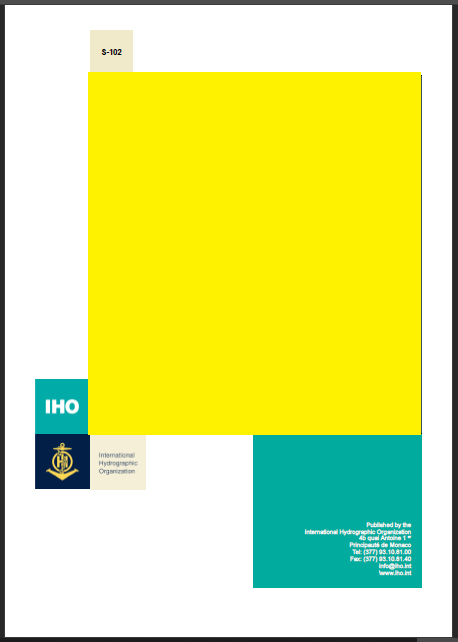 S-102
IHO
International
Hydrographic
Organization
Published by the
International Hydrographic Organization
4b quai Antoine 1er
Principauté de Monaco
Tel: (377) 93.10.81.00
Fax: (377) 93.10.81.40
info@iho.int
www.iho.int